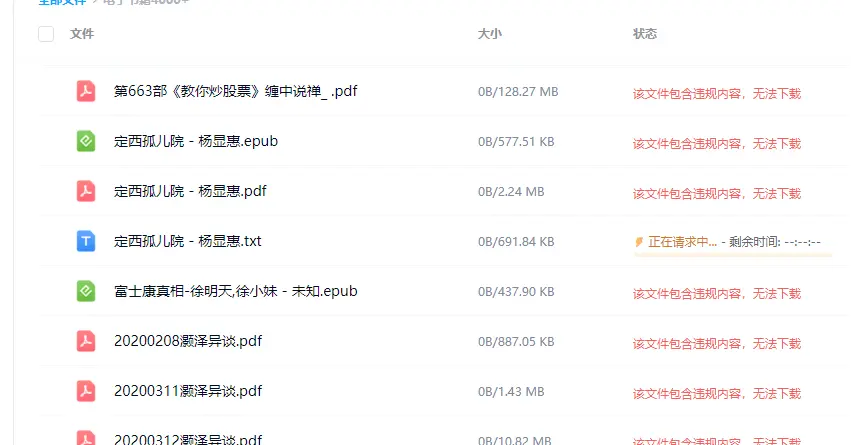 全部文件 > 电子书籍4000+
文件 大小 状态
第663部《教你炒股票》缠中说禅_ .pdf 0B/128.27 MB 该文件包含违规内容，无法下载
定西孤儿院 - 杨显惠.epub 0B/577.51 KB 该文件包含违规内容，无法下载
定西孤儿院 - 杨显惠.pdf 0B/2.24 MB 该文件包含违规内容，无法下载
定西孤儿院 - 杨显惠.txt 0B/691.84 KB 正在请求中... - 剩余时间: --:--:--
富士康真相-徐明天,徐小妹 - 未知.epub 0B/437.90 KB 该文件包含违规内容，无法下载
20200208灏泽异谈.pdf 0B/887.05 KB 该文件包含违规内容，无法下载
20200311灏泽异谈.pdf 0B/1.43 MB 该文件包含违规内容，无法下载
20200312灏泽异谈.pdf 0B/10.82 MB 该文件包含违规内容，无法下载